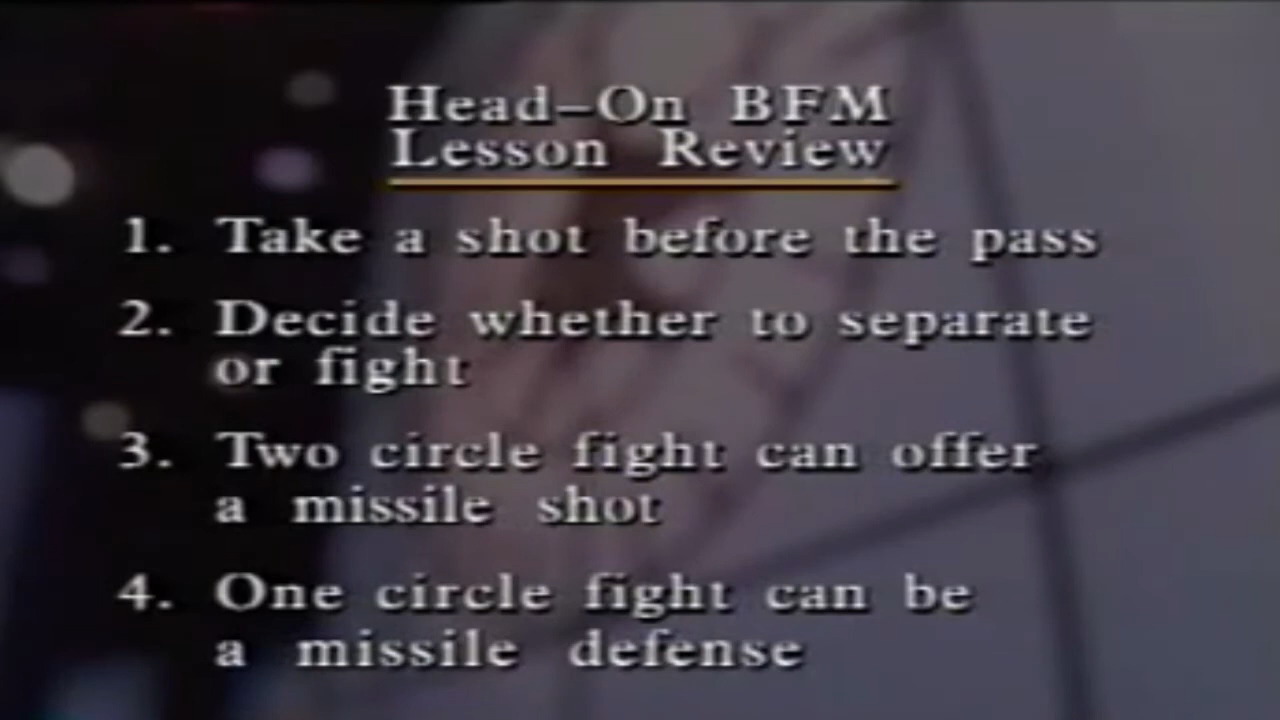 Head-On BFM
Lesson Review
1. Take a shot before the pass
2. Decide whether to separate
or fight
3. Two circle fight can offer
a missile shot
4. One circle fight can be
a missile defense